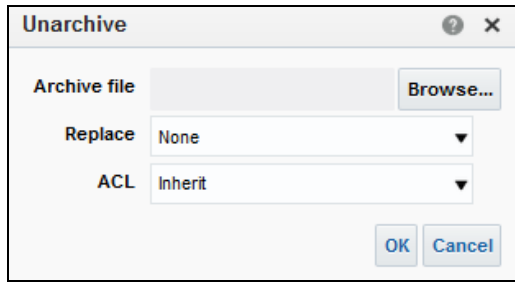 Unarchive
Archive file Browse...
Replace None
ACL Inherit
OK Cancel